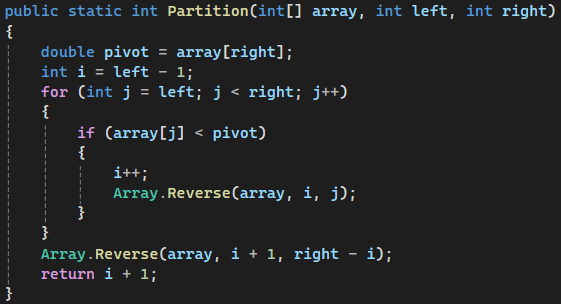 public static int Partition(int[] array, int left, int right)
{
    double pivot = array[right];
    int i = left - 1;
    for (int j = left; j < right; j++)
    {
        if (array[j] < pivot)
        {
            i++;
            Array.Reverse(array, i, j);
        }
    }
    Array.Reverse(array, i + 1, right - i);
    return i + 1;
}